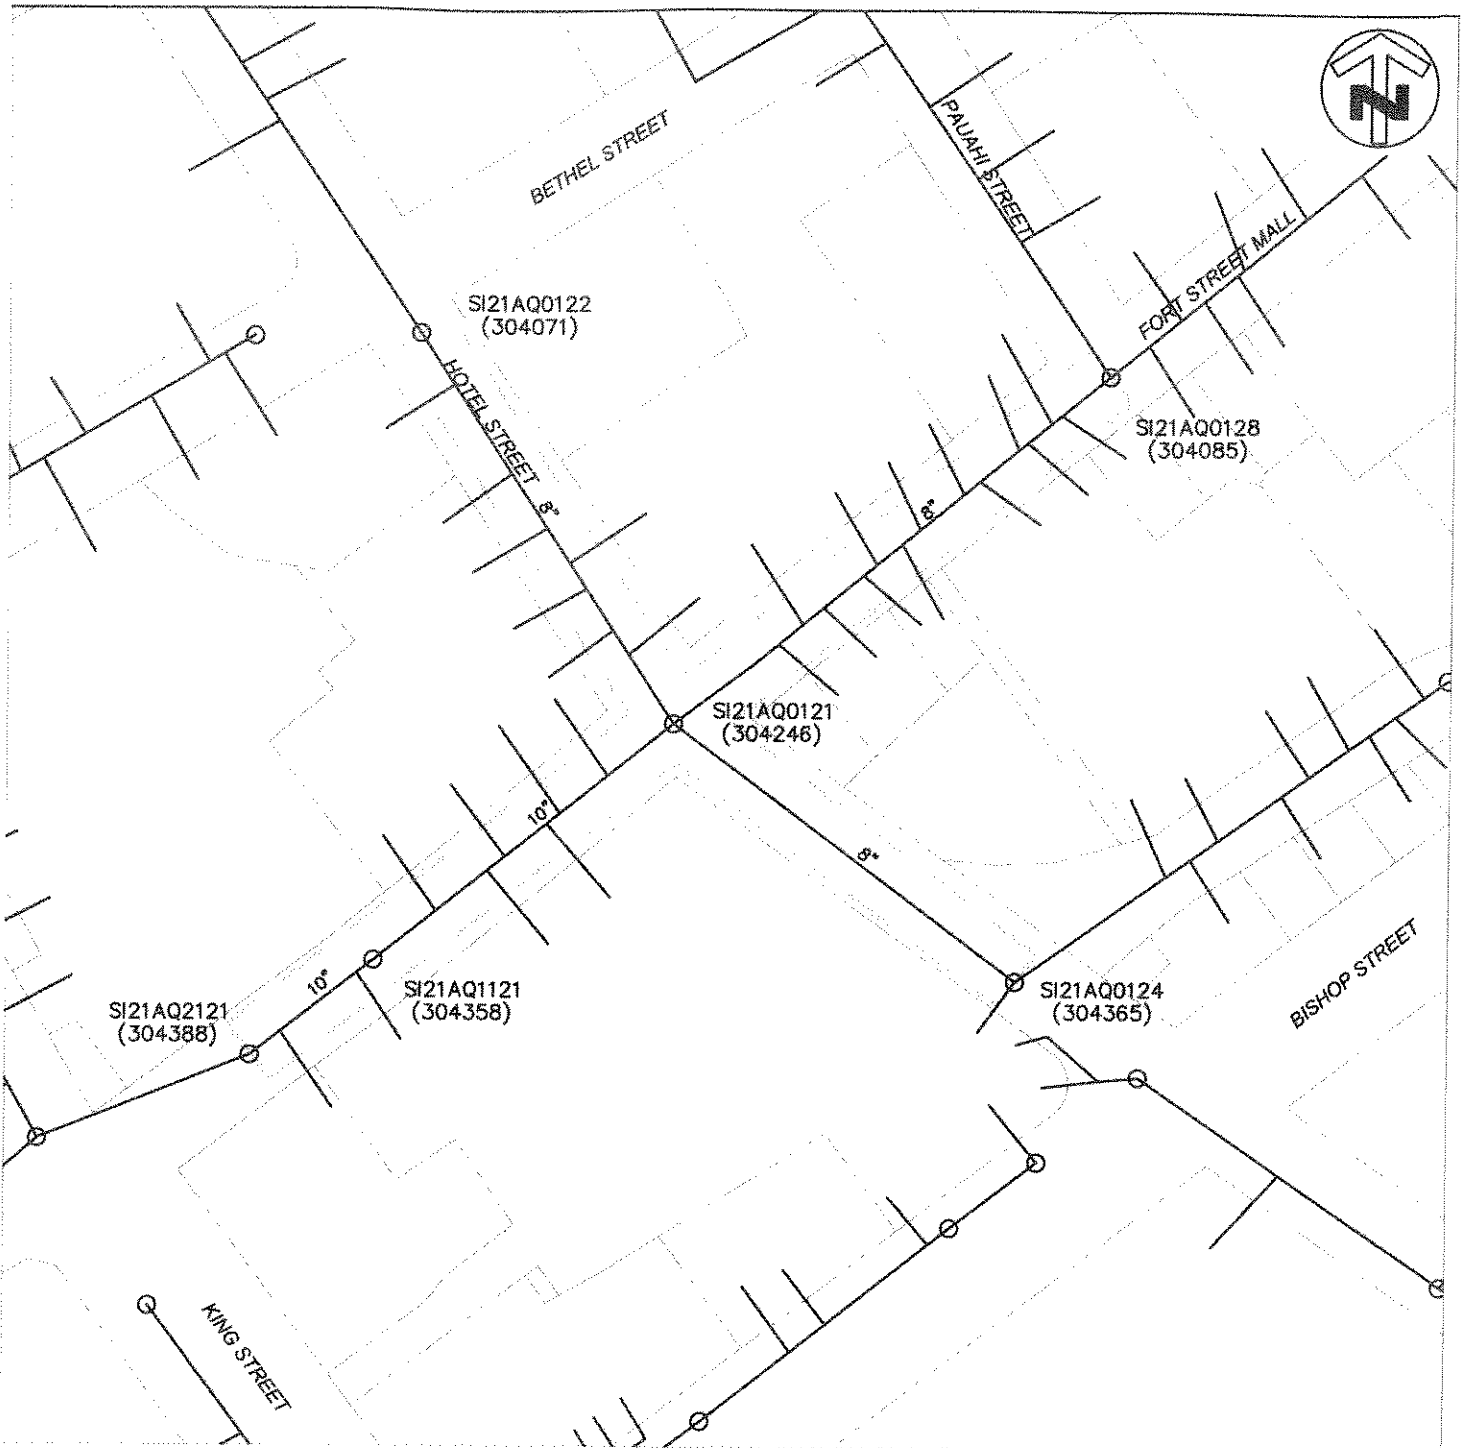 N
BETHEL STREET
PAUAHI STREET
FORT STREET MALL
SI21AQ0122
(304071)
HOTEL STREET
8"
SI21AQ0128
(304085)
8"
SI21AQ0121
(304246)
10"
8"
BISHOP STREET
10"
SI21AQ1121
(304358)
SI21AQ0124
(304365)
SI21AQ2121
(304388)
KING STREET